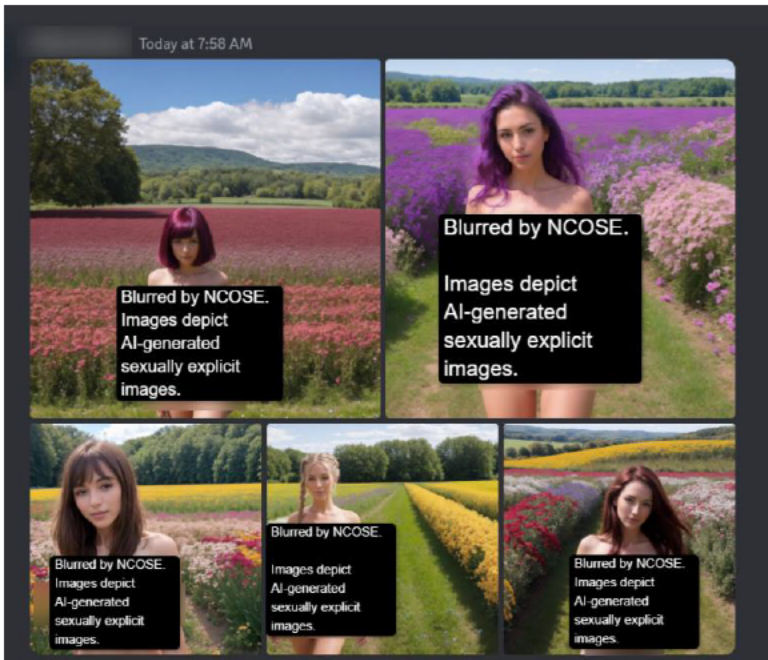 Today at 7:58 AM
Blurred by NCOSE.
Images depict
AI-generated
sexually explicit
images.
Blurred by NCOSE.
Images depict
AI-generated
sexually explicit
images.
Blurred by NCOSE.
Images depict
AI-generated
sexually explicit
images.
Blurred by NCOSE.
Images depict
AI-generated
sexually explicit
images.
Blurred by NCOSE.
Images depict
AI-generated
sexually explicit
images.